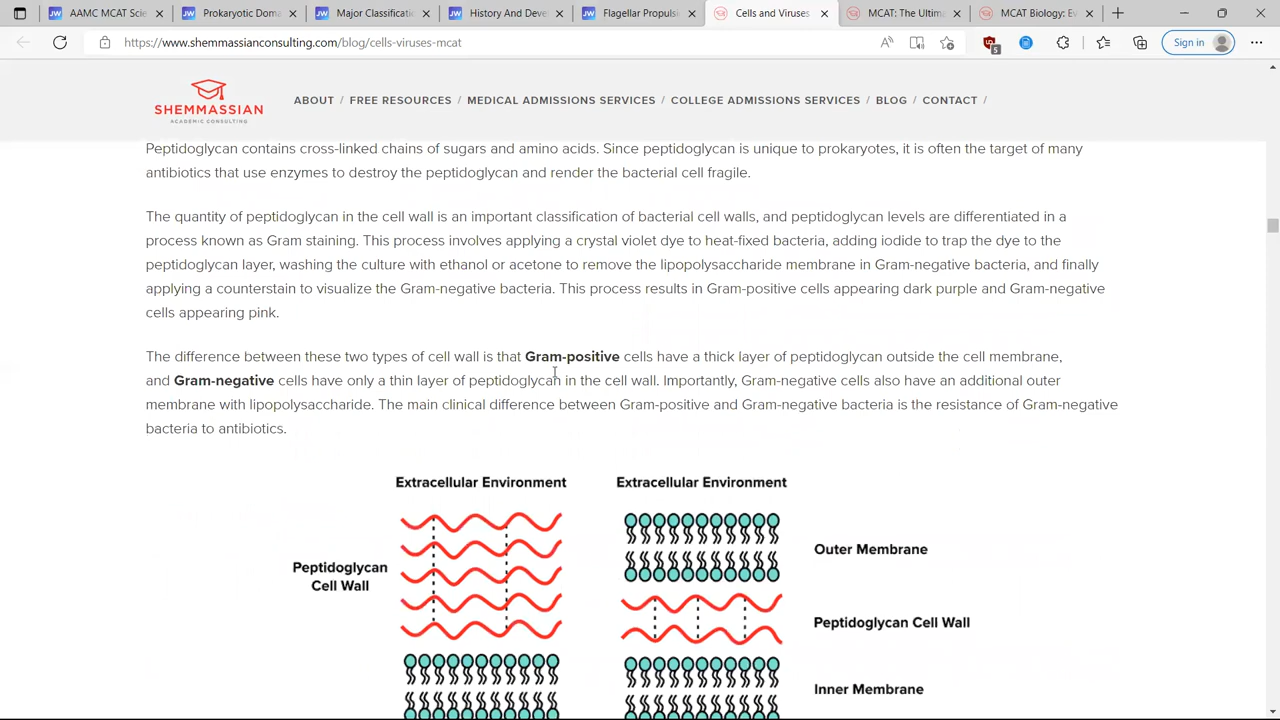 AAMC MCAT Scie
Prokaryotic Dom
Major Classificati
History And Deve
Flagellar Propulsi
Cells and Viruses
MCAT: The Ultima
MCAT Biology: Ev
https://www.shemmassianconsulting.com/blog/cells-viruses-mcat
5
Sign in
SHEMMASSIAN
ACADEMIC CONSULTING
ABOUT / FREE RESOURCES / MEDICAL ADMISSIONS SERVICES / COLLEGE ADMISSIONS SERVICES / BLOG / CONTACT /
Peptidoglycan contains cross-linked chains of sugars and amino acids. Since peptidoglycan is unique to prokaryotes, it is often the target of many
antibiotics that use enzymes to destroy the peptidoglycan and render the bacterial cell fragile.
The quantity of peptidoglycan in the cell wall is an important classification of bacterial cell walls, and peptidoglycan levels are differentiated in a
process known as Gram staining. This process involves applying a crystal violet dye to heat-fixed bacteria, adding iodide to trap the dye to the
peptidoglycan layer, washing the culture with ethanol or acetone to remove the lipopolysaccharide membrane in Gram-negative bacteria, and finally
applying a counterstain to visualize the Gram-negative bacteria. This process results in Gram-positive cells appearing dark purple and Gram-negative
cells appearing pink.
The difference between these two types of cell wall is that Gram-positive cells have a thick layer of peptidoglycan outside the cell membrane,
and Gram-negative cells have only a thin layer of peptidoglycan in the cell wall. Importantly, Gram-negative cells also have an additional outer
membrane with lipopolysaccharide. The main clinical difference between Gram-positive and Gram-negative bacteria is the resistance of Gram-negative
bacteria to antibiotics.
Extracellular Environment
Extracellular Environment
Outer Membrane
Peptidoglycan
Cell Wall
Peptidoglycan Cell Wall
Inner Membrane